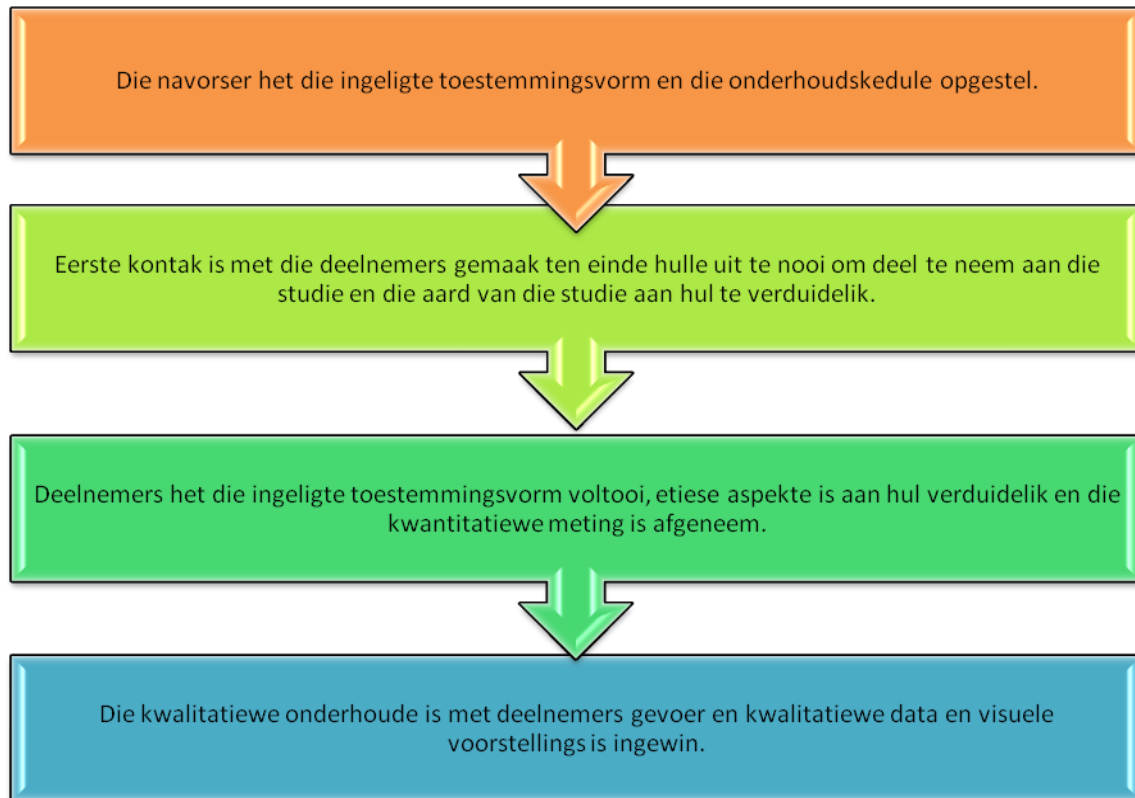 Die navorser het die ingeligte toestemmingsvorm en die onderhoudskedule opgestel.
Eerste kontak is met die deelnemers gemaak ten einde hulle uit te nooi om deel te neem aan die
studie en die aard van die studie aan hul te verduidelik.
Deelnemers het die ingeligte toestemmingsvorm voltooi, etiese aspekte is aan hul verduidelik en die
kwantitatiewe meting is afgeneem.
Die kwalitatiewe onderhoude is met deelnemers gevoer en kwalitatiewe data en visuele
voorstellings is ingewin.